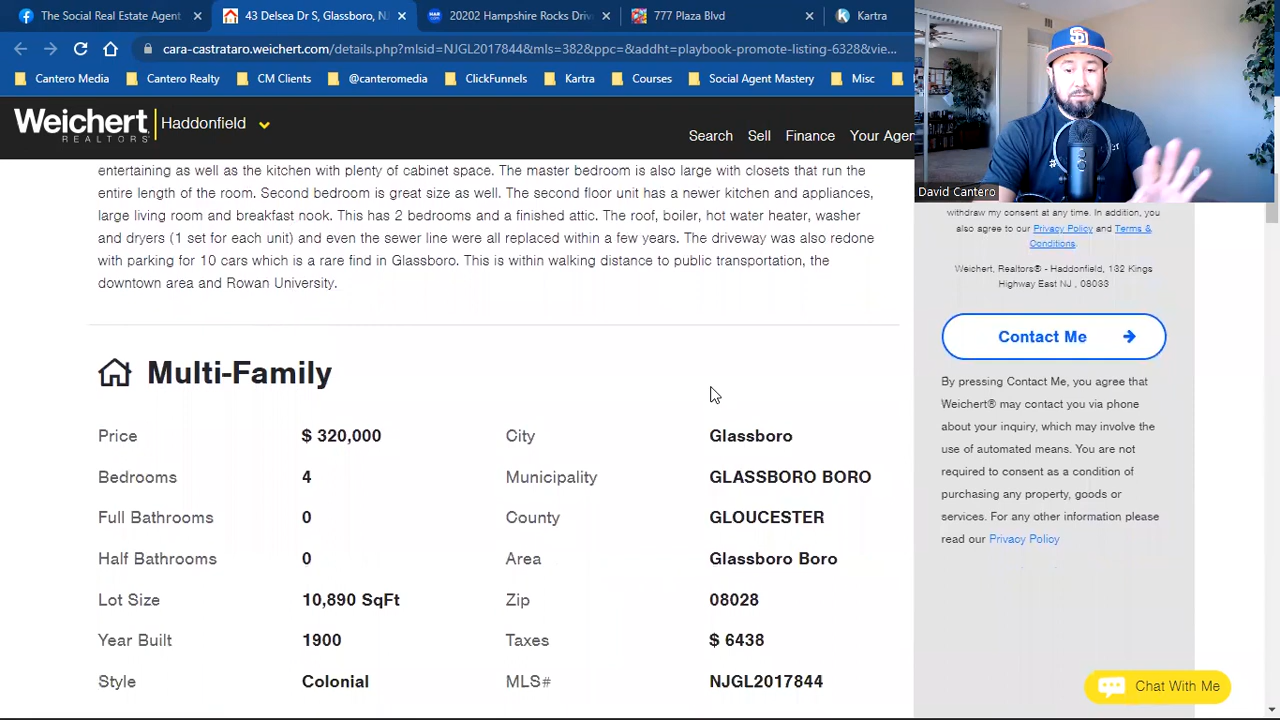 The Social Real Estate Agent
43 Delsea Dr S, Glassboro, NJ
20202 Hampshire Rocks Driv
777 Plaza Blvd
Kartra
cara-castrataro.weichert.com/details.php?mlsid=NJGL2017844&mls=382&ppc=&addht=playbook-promote-listing-6328&vie...
Cantero Media
Cantero Realty
CM Clients
@canteromedia
ClickFunnels
Kartra
Courses
Social Agent Mastery
Misc
Weichert REALTORS
Haddonfield
Search
Sell
Finance
Your Agen
David Cantero
entertaining as well as the kitchen with plenty of cabinet space. The master bedroom is also large with closets that run the
entire length of the room. Second bedroom is great size as well. The second floor unit has a newer kitchen and appliances,
large living room and breakfast nook. This has 2 bedrooms and a finished attic. The roof, boiler, hot water heater, washer
and dryers (1 set for each unit) and even the sewer line were all replaced within a few years. The driveway was also redone
with parking for 10 cars which is a rare find in Glassboro. This is within walking distance to public transportation, the
downtown area and Rowan University.
Multi-Family
Price $ 320,000 City Glassboro
Bedrooms 4 Municipality GLASSBORO BORO
Full Bathrooms 0 County GLOUCESTER
Half Bathrooms 0 Area Glassboro Boro
Lot Size 10,890 SqFt Zip 08028
Year Built 1900 Taxes $ 6438
Style Colonial MLS# NJGL2017844
withdraw my consent at any time. In addition, you
also agree to our Privacy Policy and Terms &
Conditions.
Weichert, Realtors® - Haddonfield, 132 Kings
Highway East NJ , 08033
Contact Me
By pressing Contact Me, you agree that
Weichert® may contact you via phone
about your inquiry, which may involve the
use of automated means. You are not
required to consent as a condition of
purchasing any property, goods or
services. For any other information please
read our Privacy Policy
Chat With Me